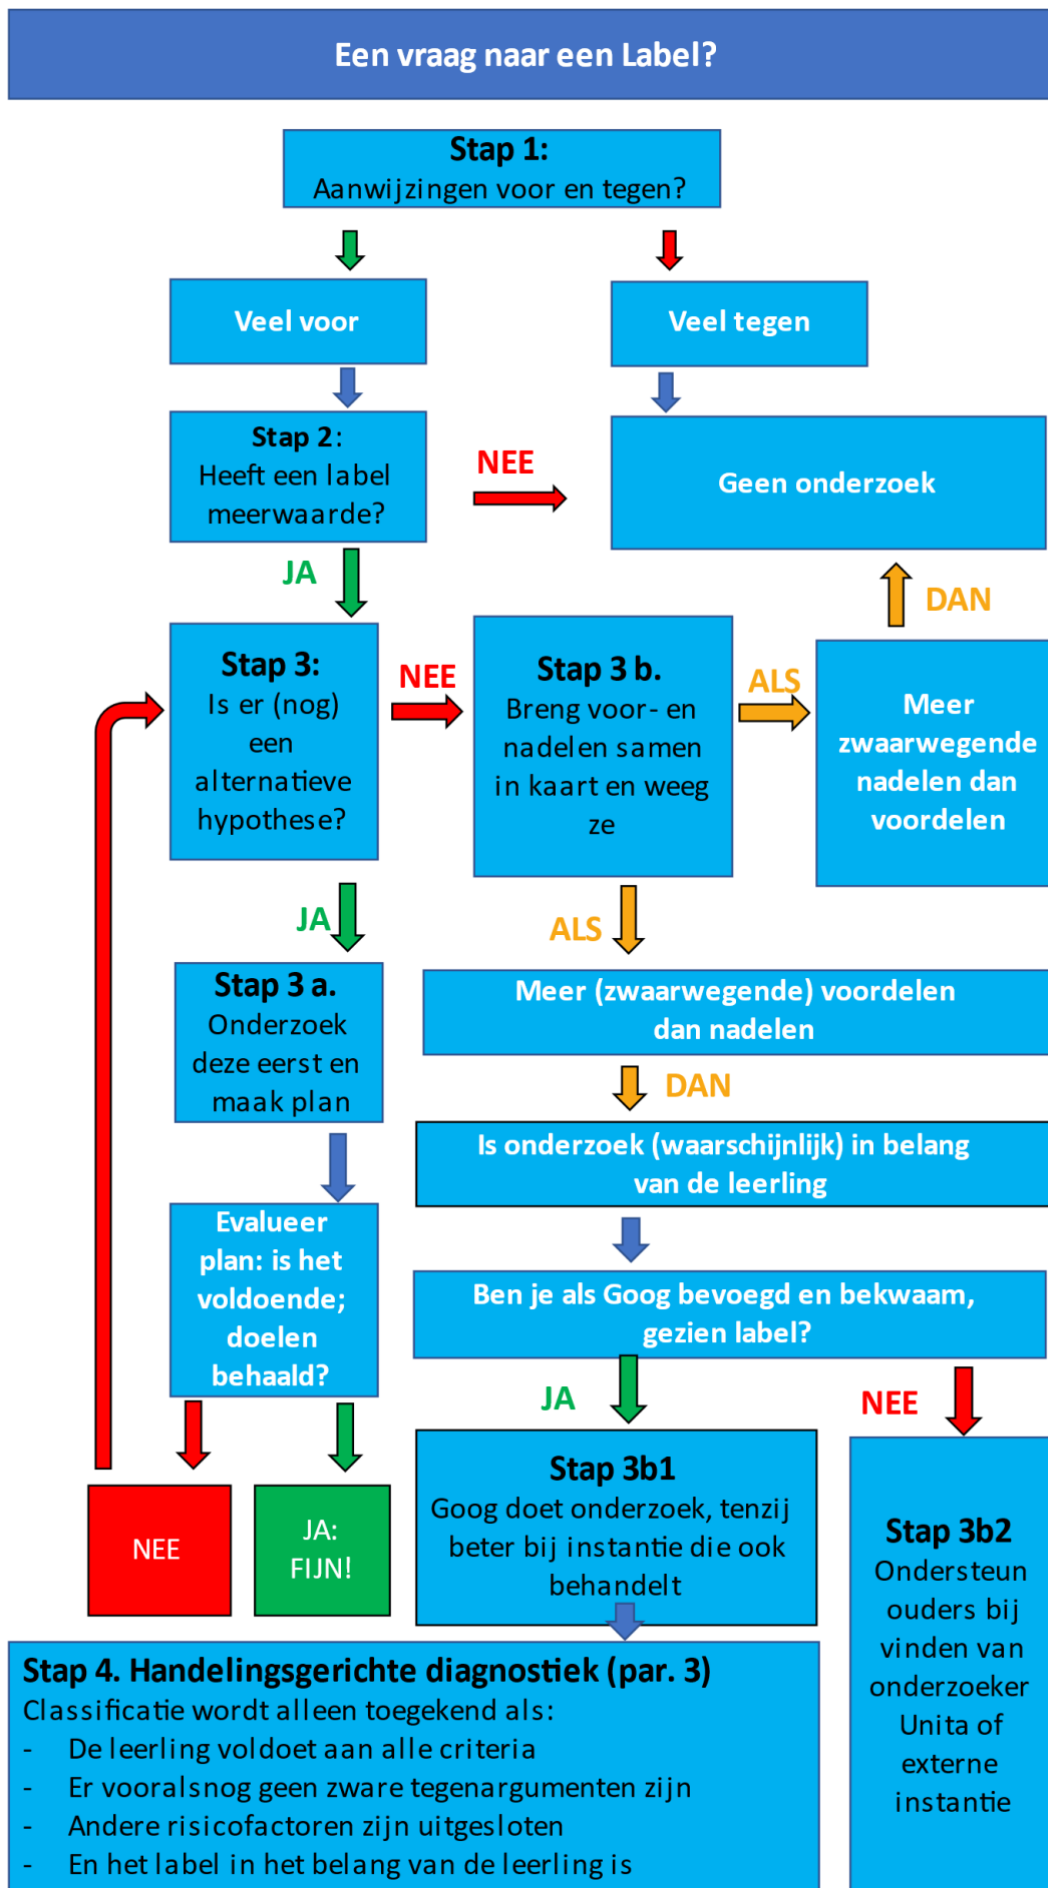 Een vraag naar een Label?
Stap 1:
Aanwijzingen voor en tegen?
Veel voor
Veel tegen
Stap 2:
Heeft een label
meerwaarde?
NEE
Geen onderzoek
JA
DAN
Stap 3:
Is er (nog)
een
alternatieve
hypothese?
NEE
Stap 3 b.
Breng voor- en
nadelen samen
in kaart en weeg
ze
ALS
Meer
zwaarwegende
nadelen dan
voordelen
JA
ALS
Stap 3 a.
Onderzoek
deze eerst en
maak plan
Meer (zwaarwegende) voordelen
dan nadelen
DAN
Is onderzoek (waarschijnlijk) in belang
van de leerling
Evalueer
plan: is het
voldoende;
doelen
behaald?
Ben je als Goog bevoegd en bekwaam,
gezien label?
JA
NEE
NEE
JA:
FIJN!
Stap 3b1
Goog doet onderzoek, tenzij
beter bij instantie die ook
behandelt
Stap 3b2
Ondersteun
ouders bij
vinden van
onderzoeker
Unita of
externe
instantie
Stap 4. Handelingsgerichte diagnostiek (par. 3)
Classificatie wordt alleen toegekend als:
- De leerling voldoet aan alle criteria
- Er vooralsnog geen zware tegenargumenten zijn
- Andere risicofactoren zijn uitgesloten
- En het label in het belang van de leerling is